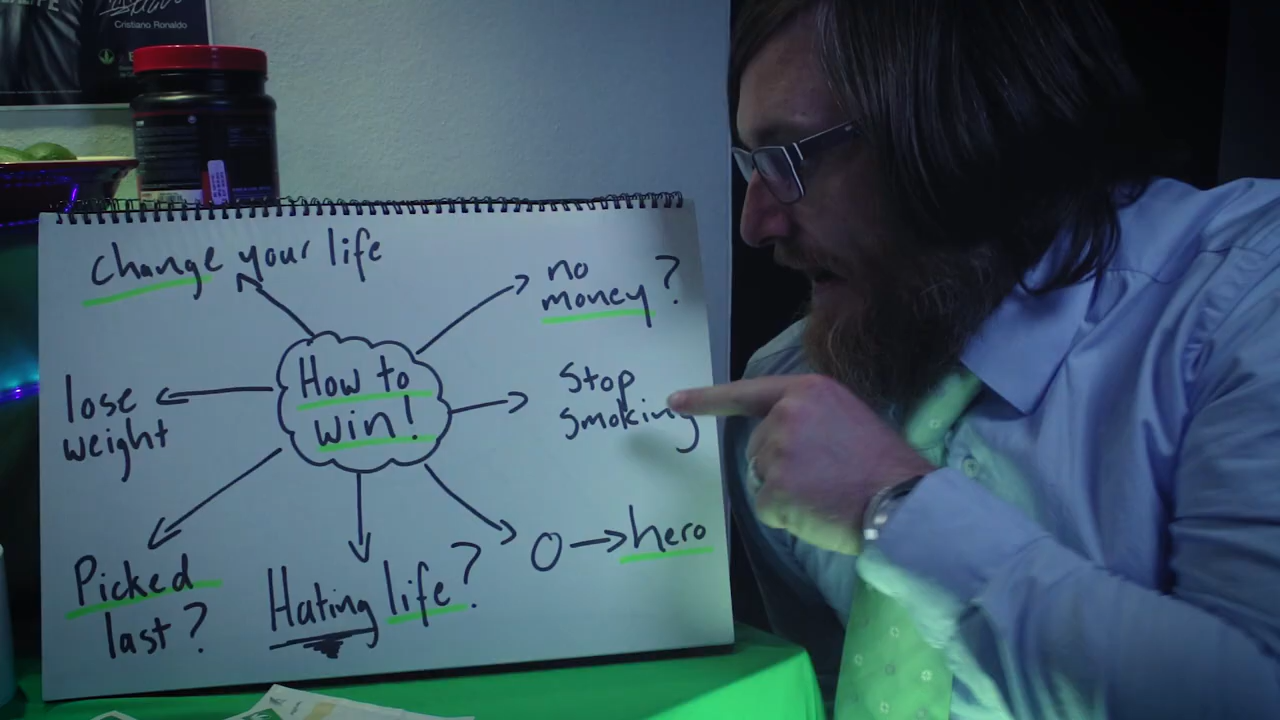 Cristiano Ronaldo
Change your life
no
money?
How to
win!
Stop
smoking
lose
weight
0 → hero
Picked
last?
Hating life?